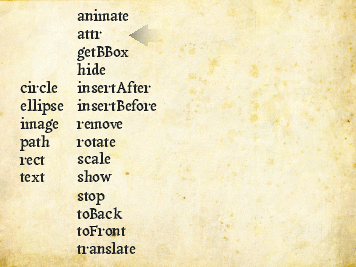 animate
attr
getBBox
hide
circle insertAfter
ellipse insertBefore
image remove
path rotate
rect scale
text show
stop
toBack
toFront
translate